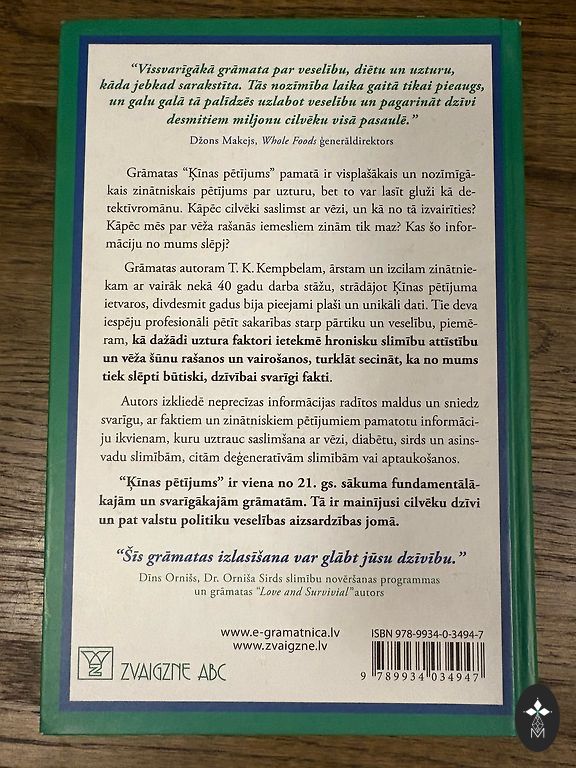 “Vissvarīgākā grāmata par veselību, diētu un uzturu,
kāda jebkad sarakstīta. Tās nozīmība laika gaitā tikai pieaugs,
un galu galā tā palīdzēs uzlabot veselību un pagarināt dzīvi
desmitiem miljonu cilvēku visā pasaulē.”
Džons Makejs, Whole Foods ģenerāldirektors
Grāmatas “Ķīnas pētījums” pamatā ir visplašākais un nozīmīgā-
kais zinātniskais pētījums par uzturu, bet to var lasīt gluži kā de-
tektīvromānu. Kāpēc cilvēki saslimst ar vēzi, un kā no tā izvairīties?
Kāpēc mēs par vēža rašanās iemesliem zinām tik maz? Kas šo infor-
māciju no mums slēpj?
Grāmatas autoram T. K. Kempbelam, ārstam un izcilam zinātnie-
kam ar vairāk nekā 40 gadu darba stāžu, strādājot Ķīnas pētījuma
ietvaros, divdesmit gadus bija pieejami plaši un unikāli dati. Tie deva
iespēju profesionāli pētīt sakarības starp pārtiku un veselību, piemē-
ram, kā dažādi uztura faktori ietekmē hronisku slimību attīstību
un vēža šūnu rašanos un vairošanos, turklāt secināt, ka no mums
tiek slēpti būtiski, dzīvībai svarīgi fakti.
Autors izkliedē neprecīzas informācijas radītos maldus un sniedz
svarīgu, ar faktiem un zinātniskiem pētījumiem pamatotu informāci-
ju ikvienam, kuru uztrauc saslimšana ar vēzi, diabētu, sirds un asins-
vadu slimībām, citām deģeneratīvām slimībām vai aptaukošanos.
“Ķīnas pētījums” ir viena no 21. gs. sākuma fundamentālā-
kajām un svarīgākajām grāmatām. Tā ir mainījusi cilvēku dzīvi
un pat valstu politiku veselības aizsardzības jomā.
“Šīs grāmatas izlasīšana var glābt jūsu dzīvību.”
Dīns Ornišs, Dr. Orniša Sirds slimību novēršanas programmas
un grāmatas “Love and Survivial”autors
www.e-gramatnica.lv
www.zvaigzne.lv
ZVAIGZNE ABC
ISBN 978-9934-0-3494-7
9 789934 034947
M